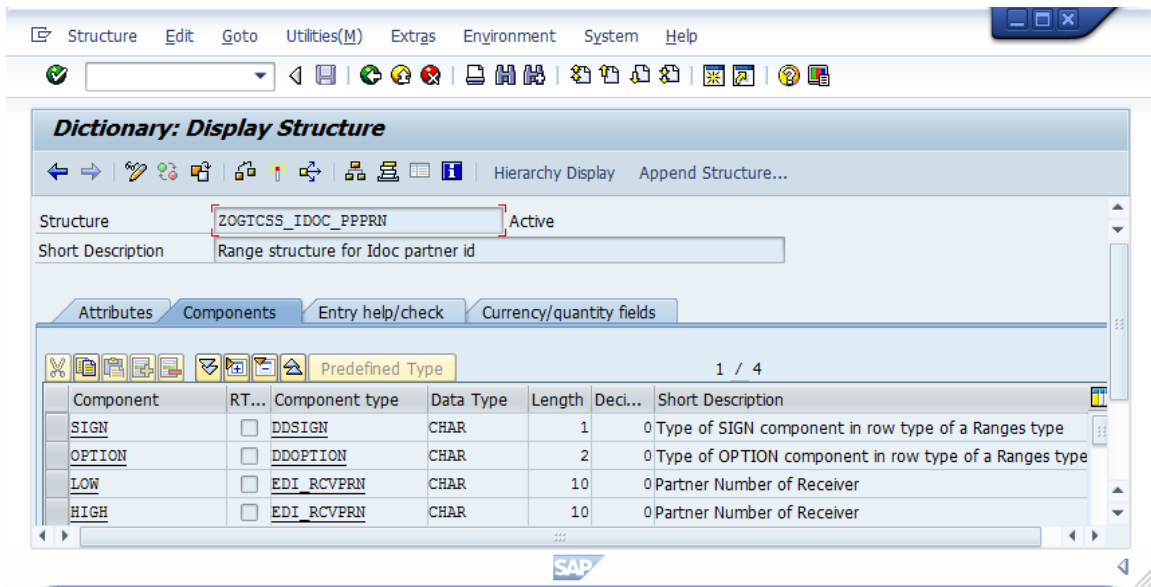 Structure Edit Goto Utilities(M) Extras Environment System Help
Dictionary: Display Structure
Hierarchy Display Append Structure...
Structure ZOGTCSS_IDOC_PPPRN Active
Short Description Range structure for Idoc partner id
Attributes Components Entry help/check Currency/quantity fields
Predefined Type 1 / 4
Component RT... Component type Data Type Length Deci... Short Description
SIGN DDSIGN CHAR 1 0 Type of SIGN component in row type of a Ranges type
OPTION DDOPTION CHAR 2 0 Type of OPTION component in row type of a Ranges type
LOW EDI_RCVPRN CHAR 10 0 Partner Number of Receiver
HIGH EDI_RCVPRN CHAR 10 0 Partner Number of Receiver
SAP